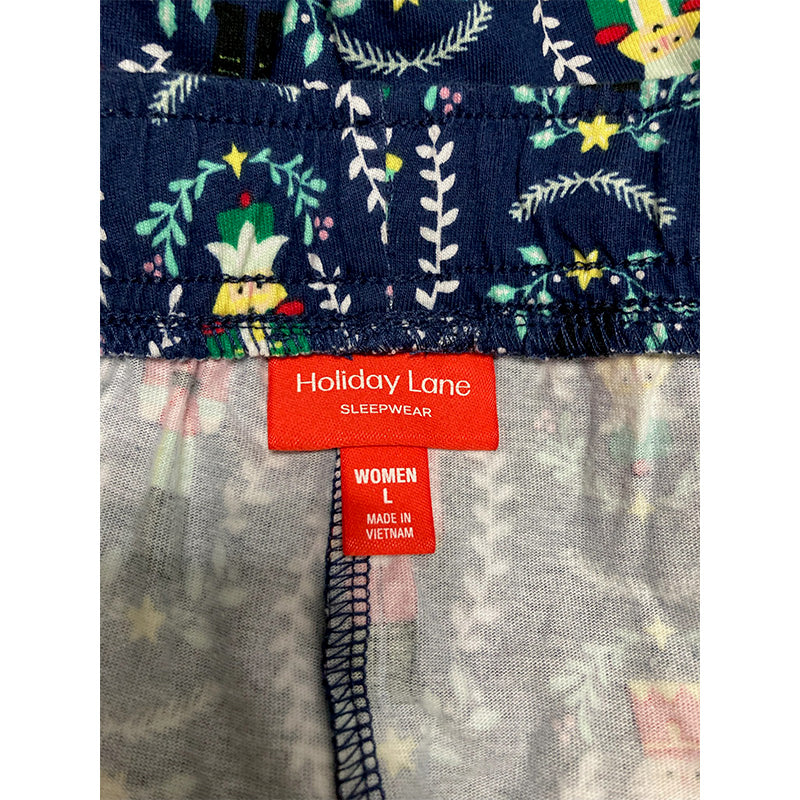 Holiday Lane
SLEEPWEAR
WOMEN
L
MADE IN
VIETNAM